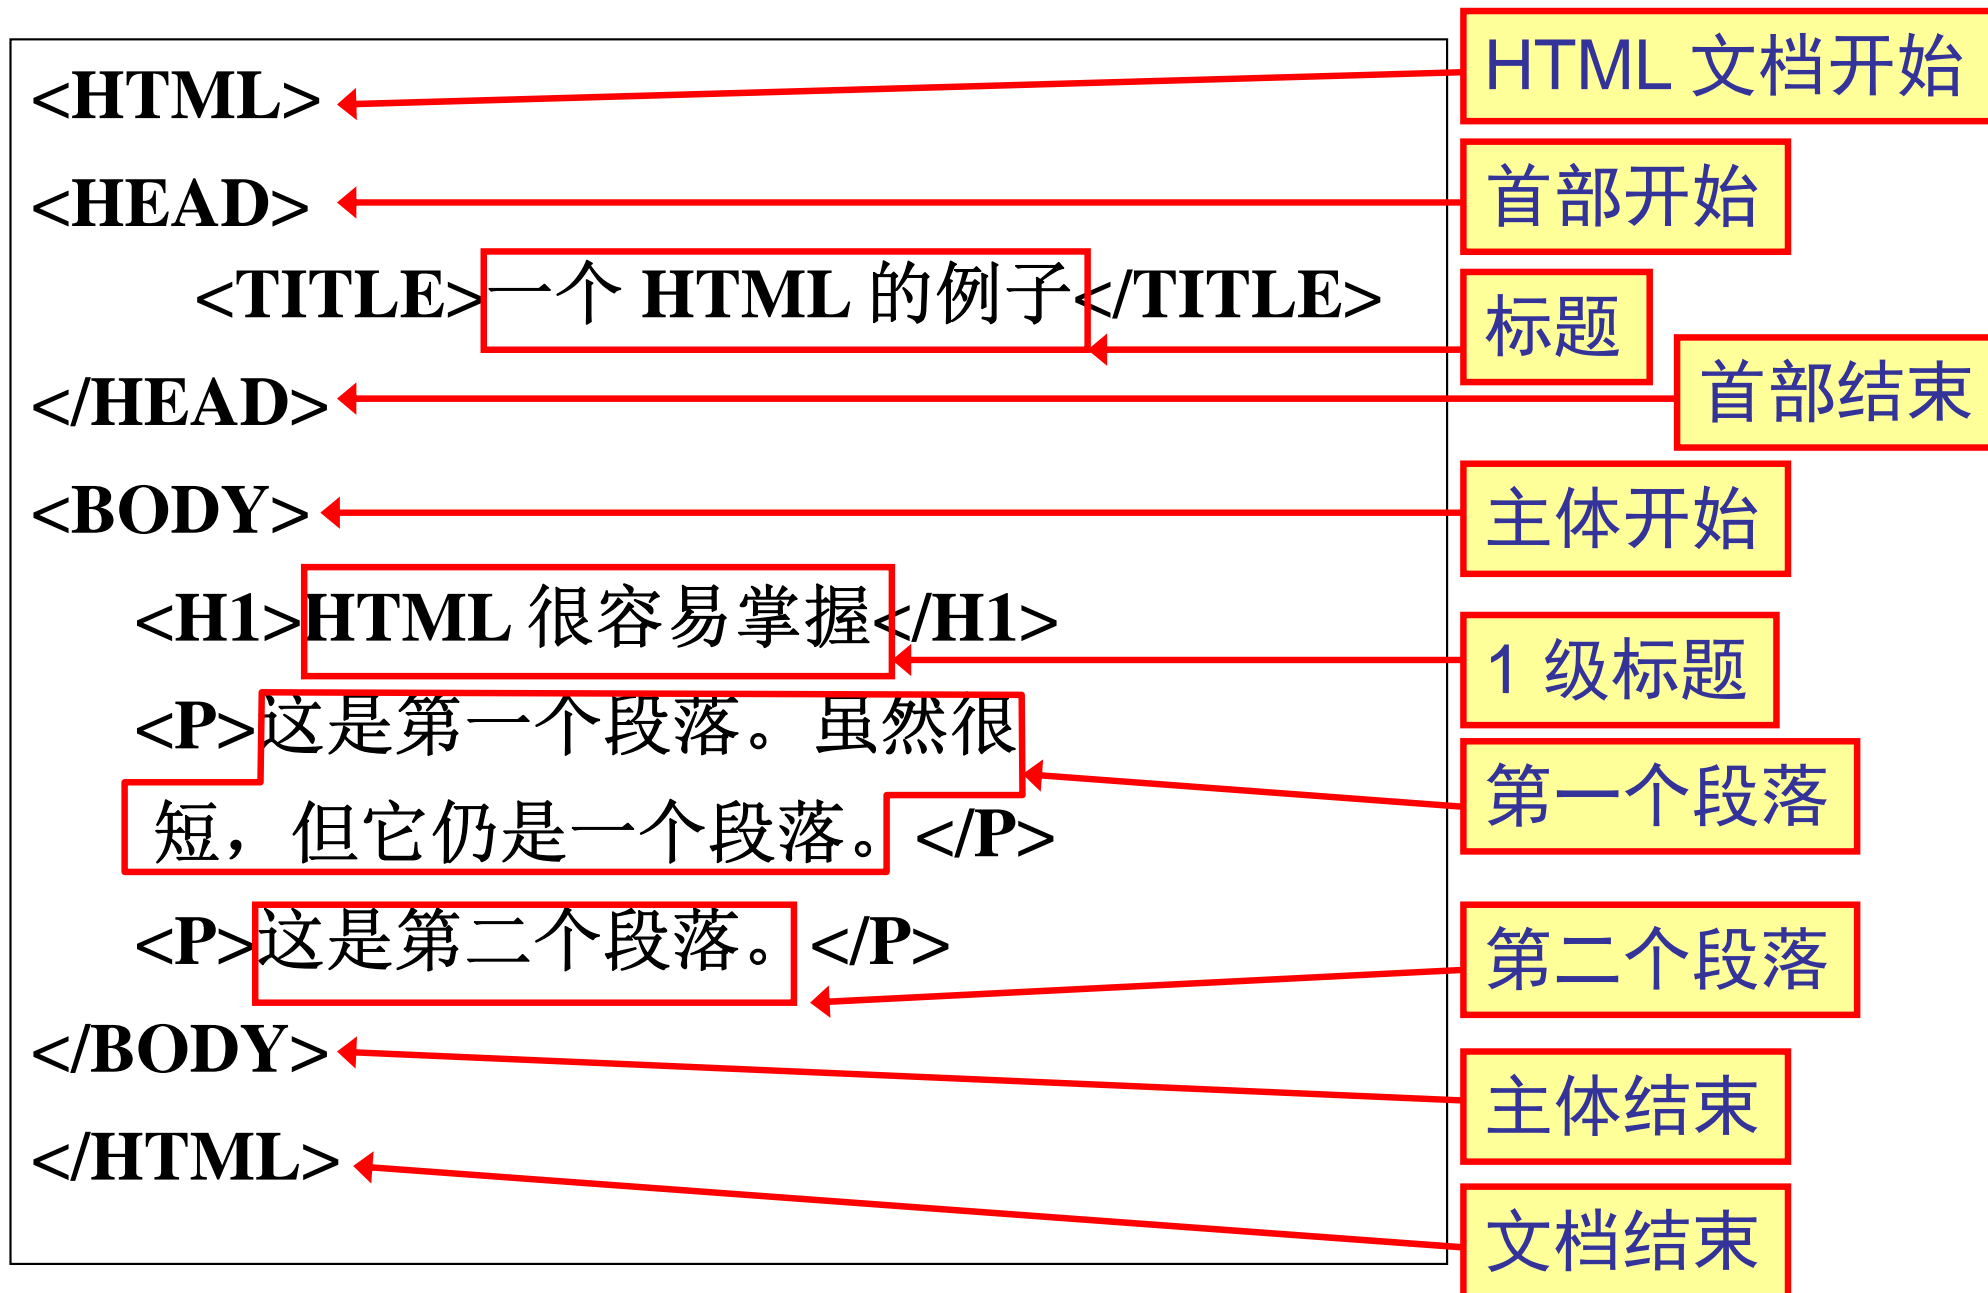 <HTML>
<HEAD>
<TITLE>一个 HTML 的例子</TITLE>
</HEAD>
<BODY>
<H1>HTML 很容易掌握</H1>
<P>这是第一个段落。虽然很
短，但它仍是一个段落。</P>
<P>这是第二个段落。</P>
</BODY>
</HTML>
HTML 文档开始
首部开始
标题
首部结束
主体开始
1 级标题
第一个段落
第二个段落
主体结束
文档结束